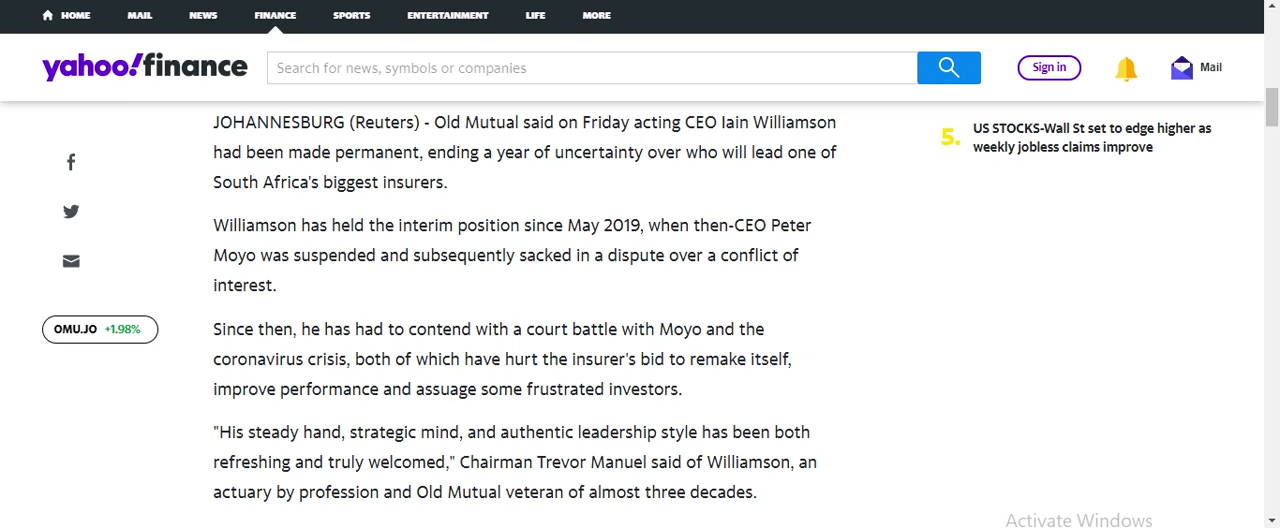 HOME MAIL NEWS FINANCE SPORTS ENTERTAINMENT LIFE MORE
yahoo!finance Search for news, symbols or companies Sign in Mail
JOHANNESBURG (Reuters) - Old Mutual said on Friday acting CEO Iain Williamson
had been made permanent, ending a year of uncertainty over who will lead one of
South Africa's biggest insurers.
Williamson has held the interim position since May 2019, when then-CEO Peter
Moyo was suspended and subsequently sacked in a dispute over a conflict of
interest.
Since then, he has had to contend with a court battle with Moyo and the
coronavirus crisis, both of which have hurt the insurer's bid to remake itself,
improve performance and assuage some frustrated investors.
"His steady hand, strategic mind, and authentic leadership style has been both
refreshing and truly welcomed," Chairman Trevor Manuel said of Williamson, an
actuary by profession and Old Mutual veteran of almost three decades.
OMU.JO +1.98%
5. US STOCKS-Wall St set to edge higher as
weekly jobless claims improve
Activate Windows